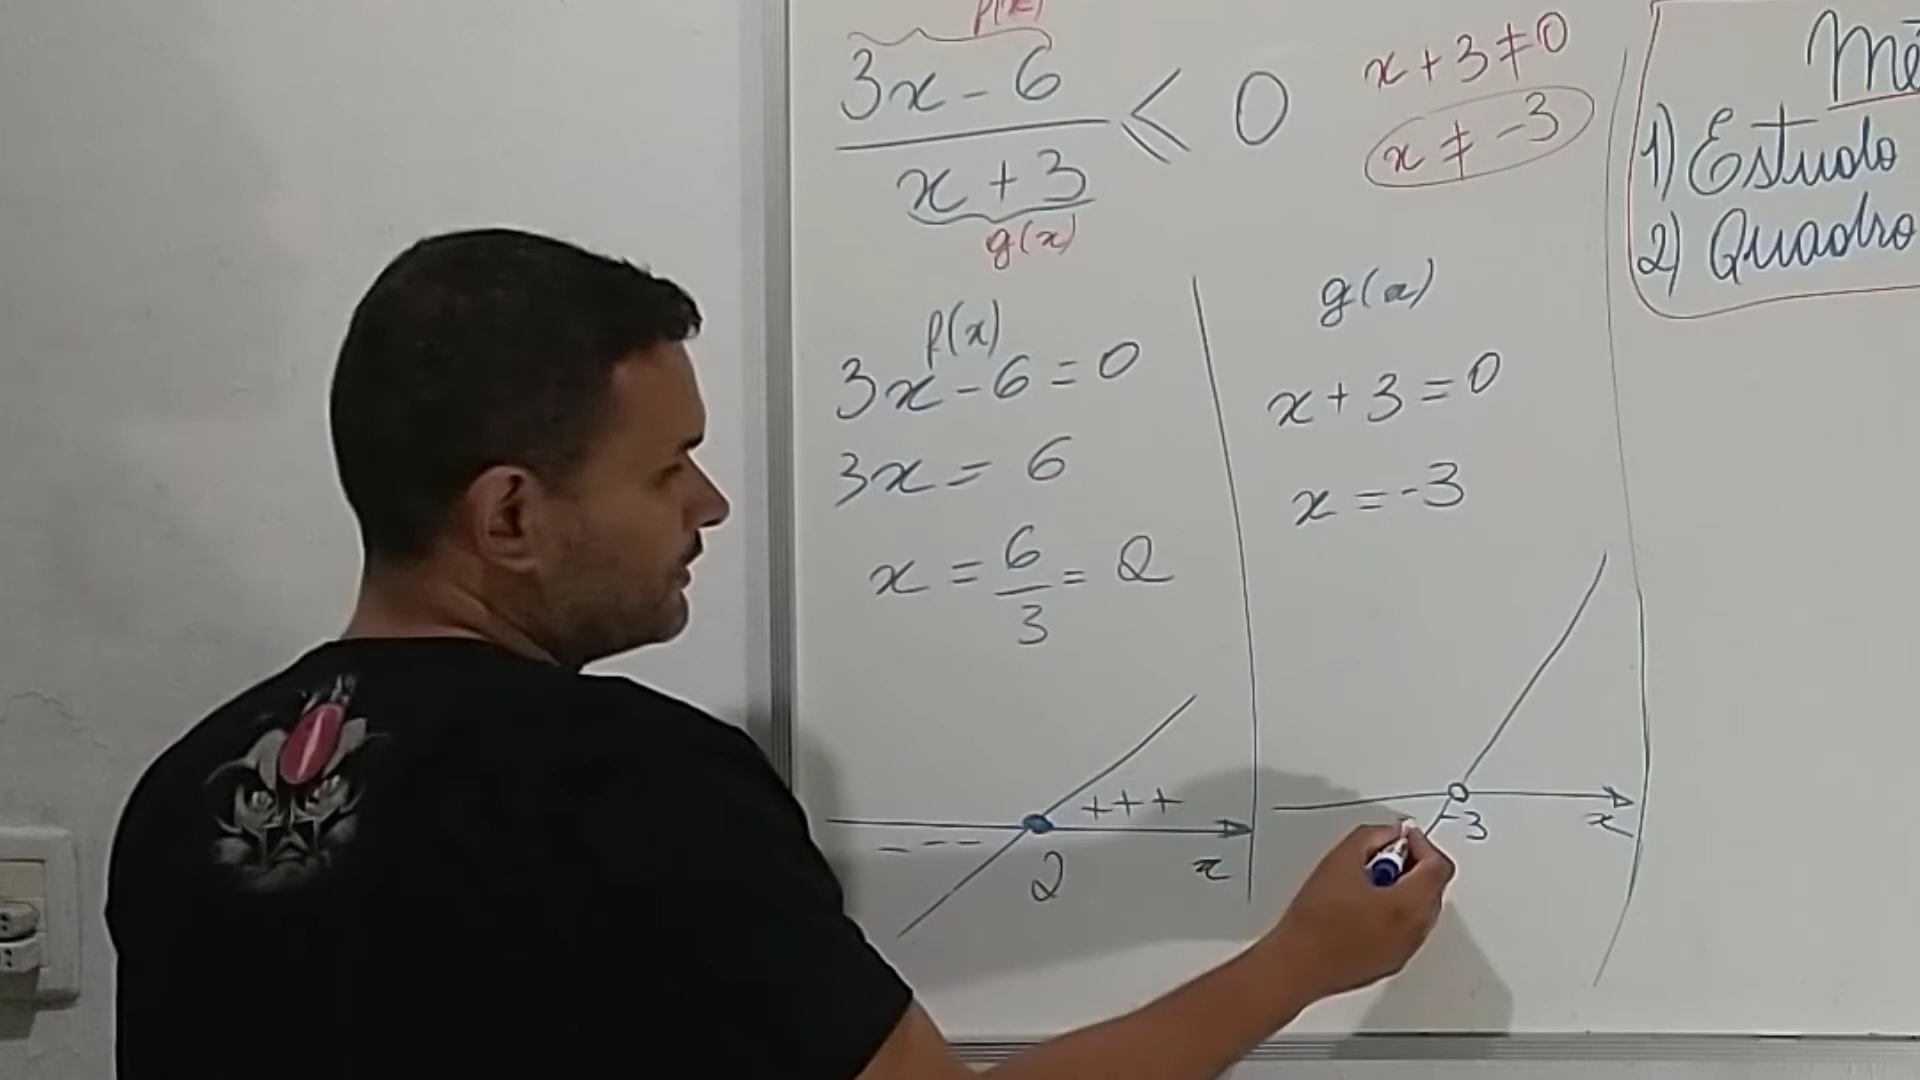 f(x)
3x - 6
x + 3
≤ 0
g(x)
x + 3 ≠ 0
x ≠ -3
1) Estudo
2) Quadro
f(x)
3x - 6 = 0
3x = 6
x = 6/3 = 2
g(x)
x + 3 = 0
x = -3
+++
- - - -
2
x
-3
x